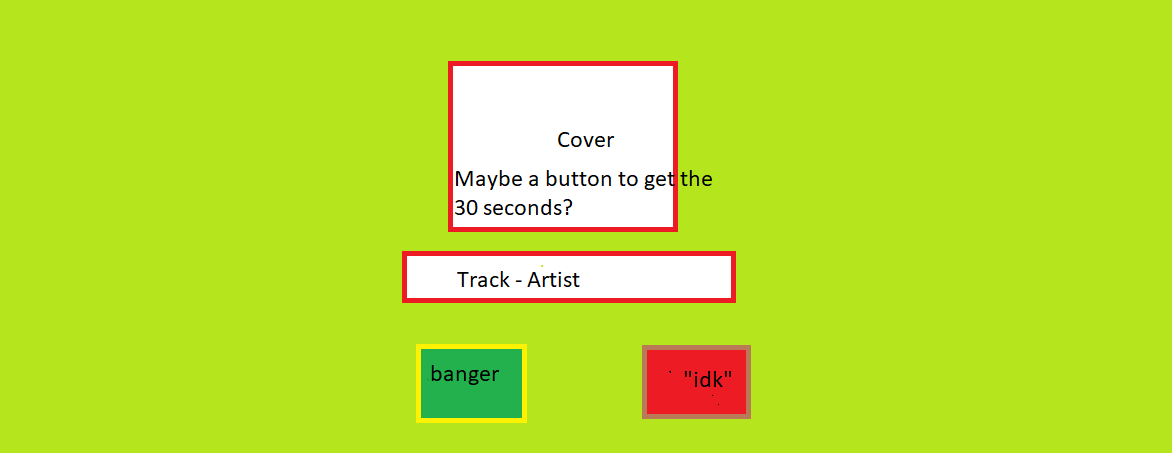 Cover
Maybe a button to get the
30 seconds?
Track - Artist
banger
"idk"